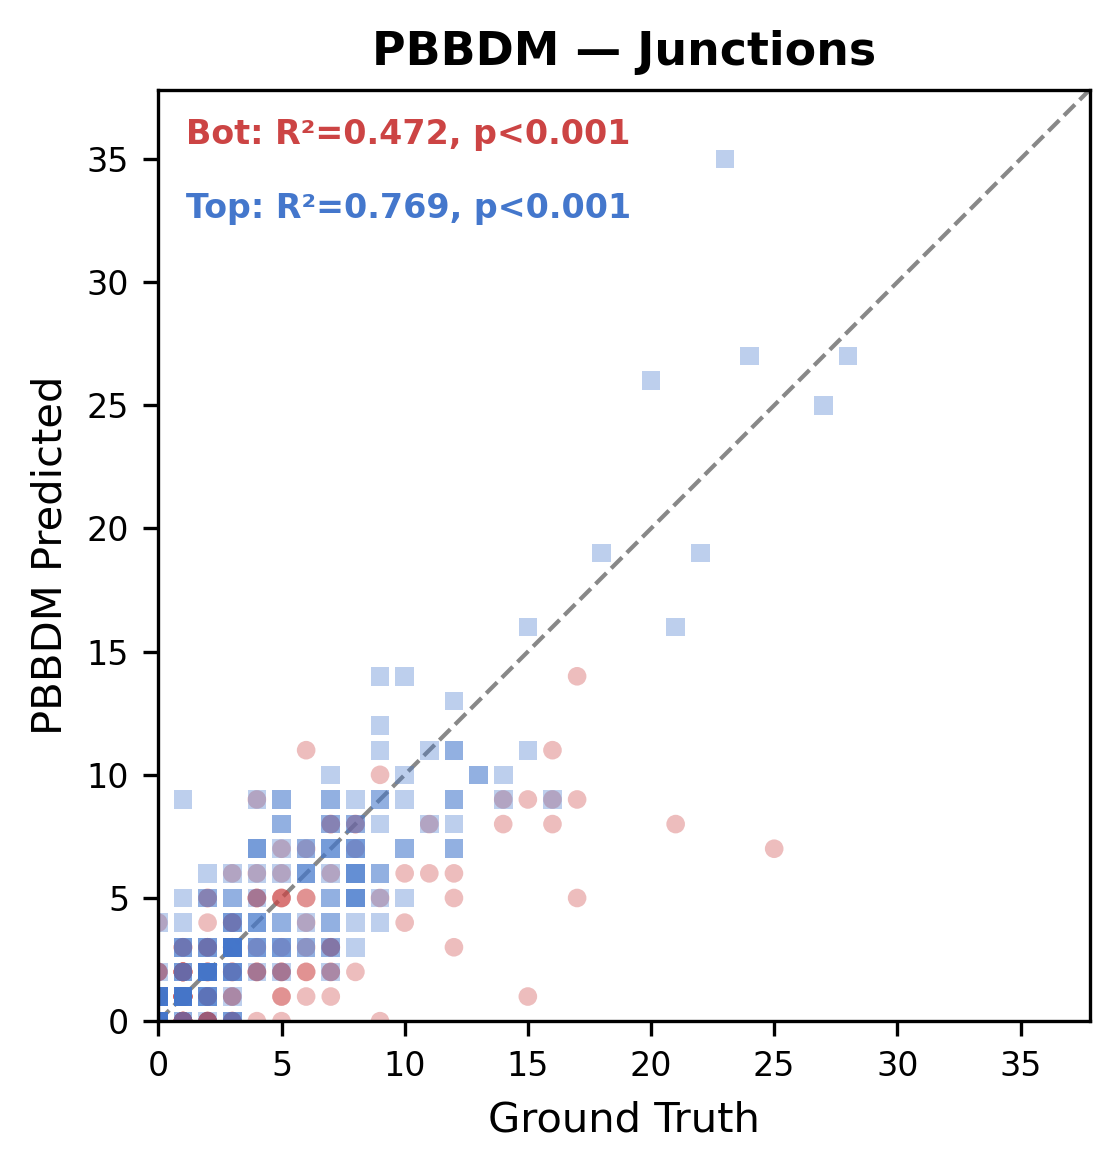 PBBDM — Junctions
Bot: R²=0.472, p<0.001
Top: R²=0.769, p<0.001
35
30
25
20
15
10
5
0
PBBDM Predicted
0 5 10 15 20 25 30 35
Ground Truth